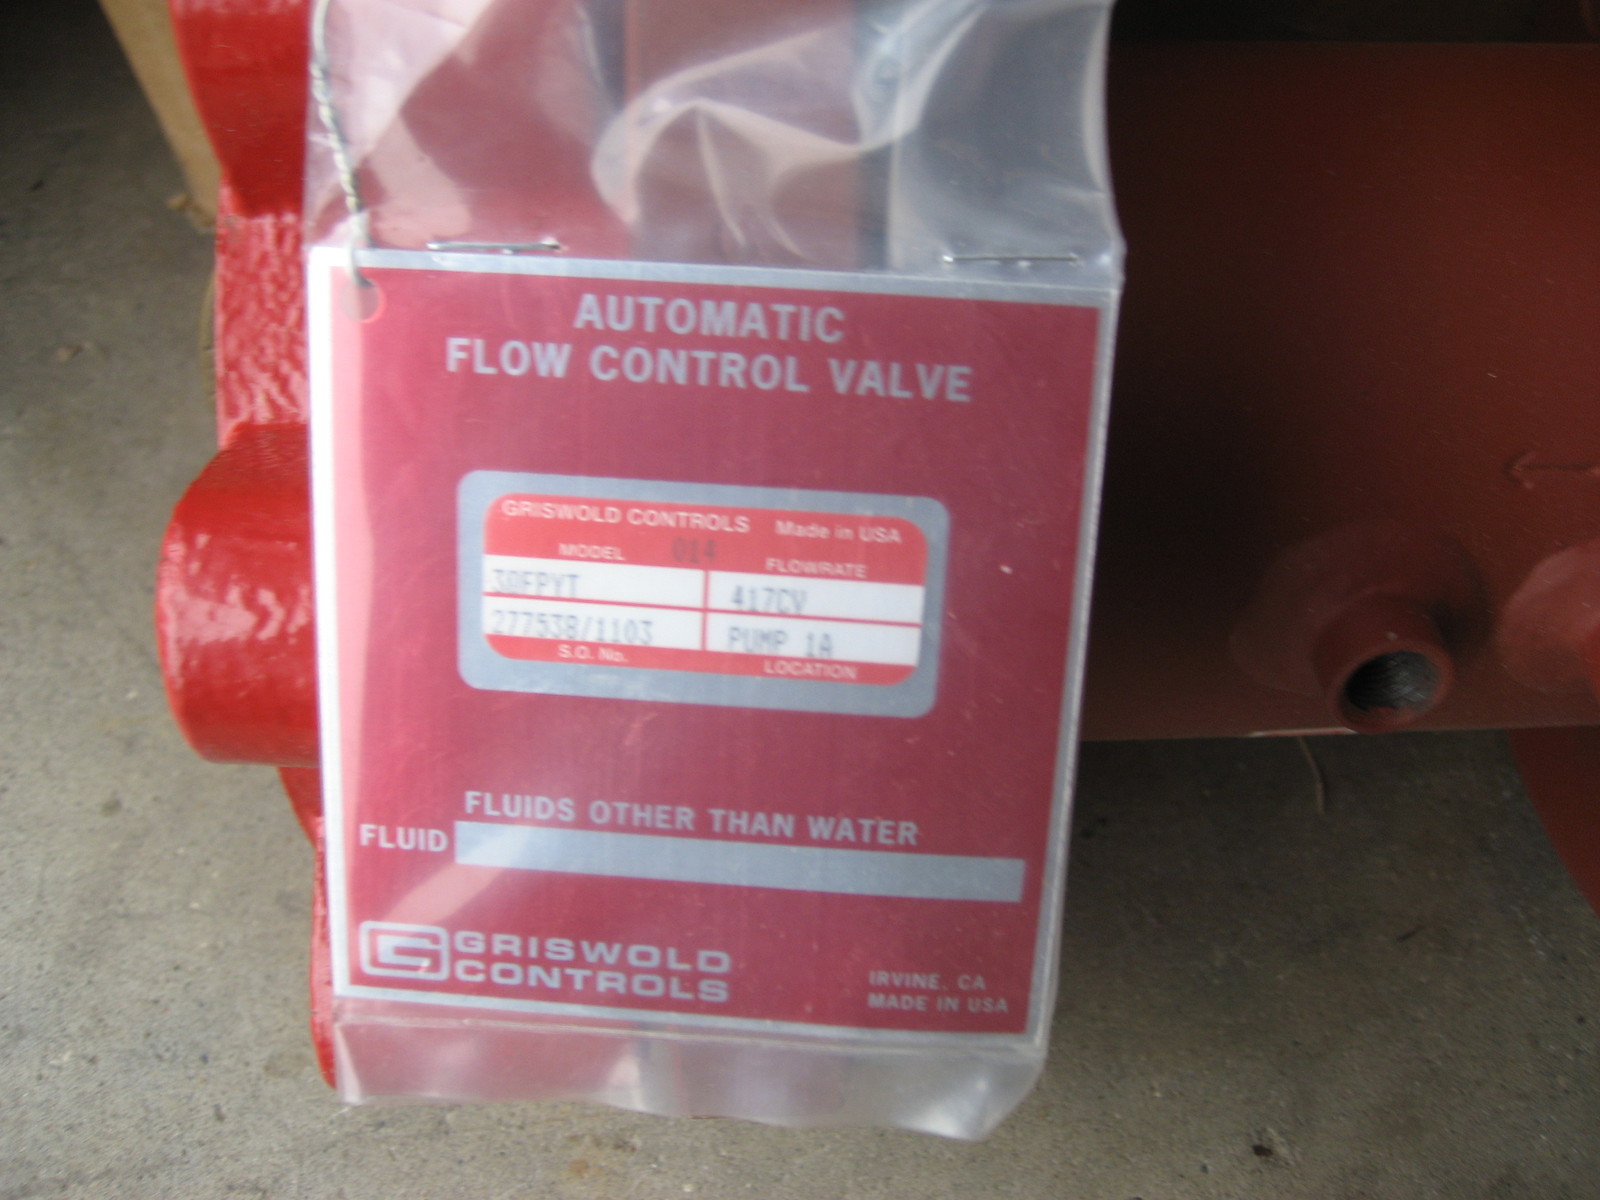 AUTOMATIC
FLOW CONTROL VALVE
GRISWOLD CONTROLS Made in USA
MODEL 014 FLOWRATE
30FPYT 417CV
277538/1103 PUMP 1A
S.O. No. LOCATION
FLUIDS OTHER THAN WATER
FLUID
GRISWOLD
CONTROLS
IRVINE, CA
MADE IN USA